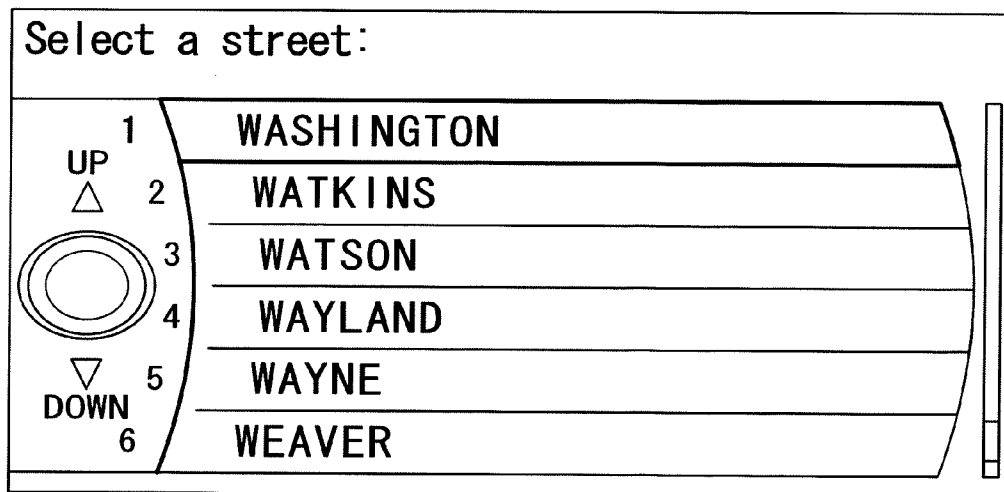 Select a street:
1 WASHINGTON
UP
2 WATKINS
3 WATSON
4 WAYLAND
5 WAYNE
DOWN
6 WEAVER